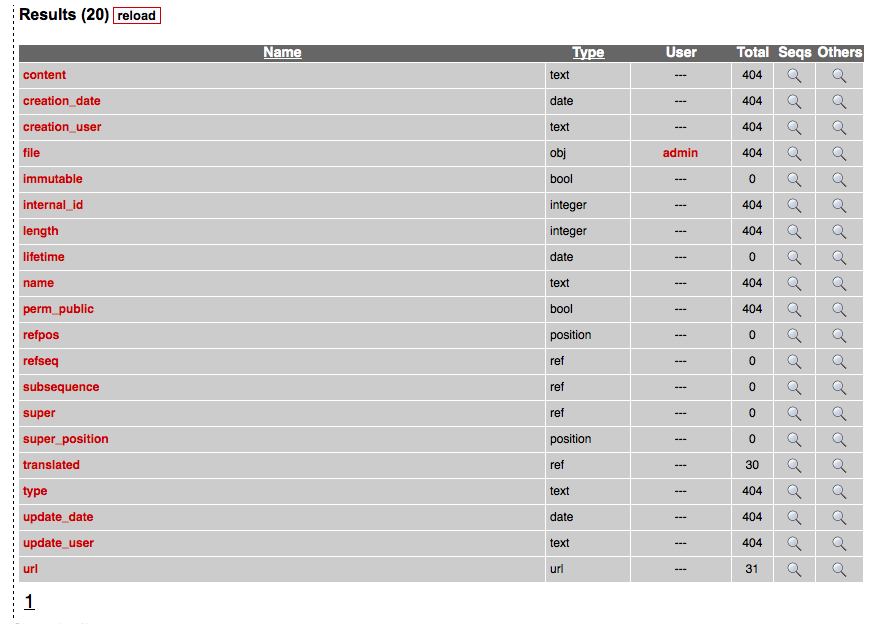 Results (20) reload
Name Type User Total Seqs Others
content text --- 404
creation_date date --- 404
creation_user text --- 404
file obj admin 404
immutable bool --- 0
internal_id integer --- 404
length integer --- 404
lifetime date --- 0
name text --- 404
perm_public bool --- 404
refpos position --- 0
refseq ref --- 0
subsequence ref --- 0
super ref --- 0
super_position position --- 0
translated ref --- 30
type text --- 404
update_date date --- 404
update_user text --- 404
url url --- 31
1